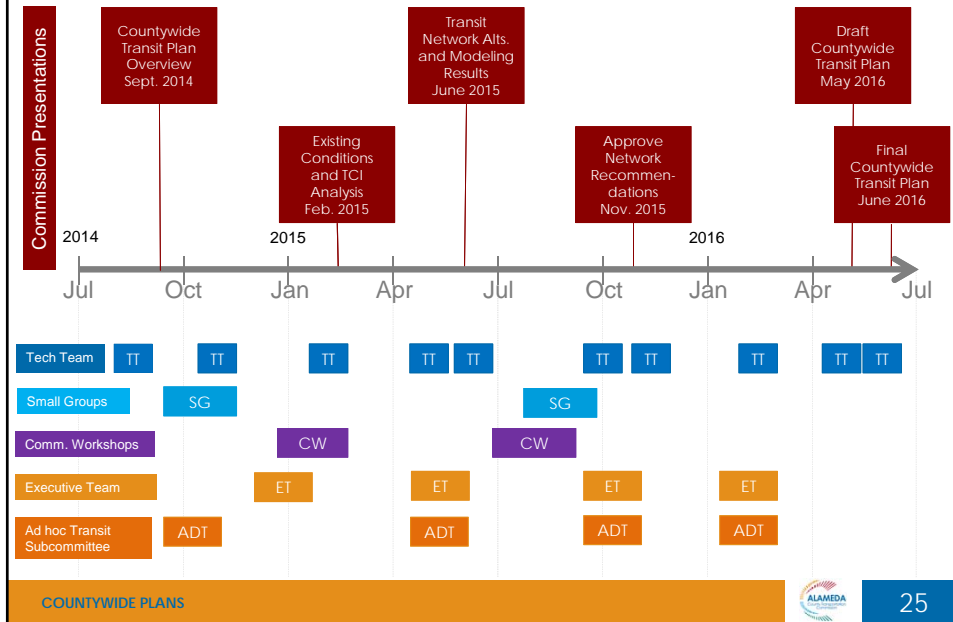 Commission Presentations
Countywide
Transit Plan
Overview
Sept. 2014
Transit
Network Alts.
and Modeling
Results
June 2015
Draft
Countywide
Transit Plan
May 2016
Existing
Conditions
and TCI
Analysis
Feb. 2015
Approve
Network
Recommen-
dations
Nov. 2015
Final
Countywide
Transit Plan
June 2016
2014 2015 2016
Jul Oct Jan Apr Jul Oct Jan Apr Jul
Tech Team TT TT TT TT TT TT TT TT TT TT
Small Groups SG SG
Comm. Workshops CW CW
Executive Team ET ET ET ET
Ad hoc Transit
Subcommittee
ADT ADT ADT ADT
COUNTYWIDE PLANS
ALAMEDA
County Transportation
Commission
25